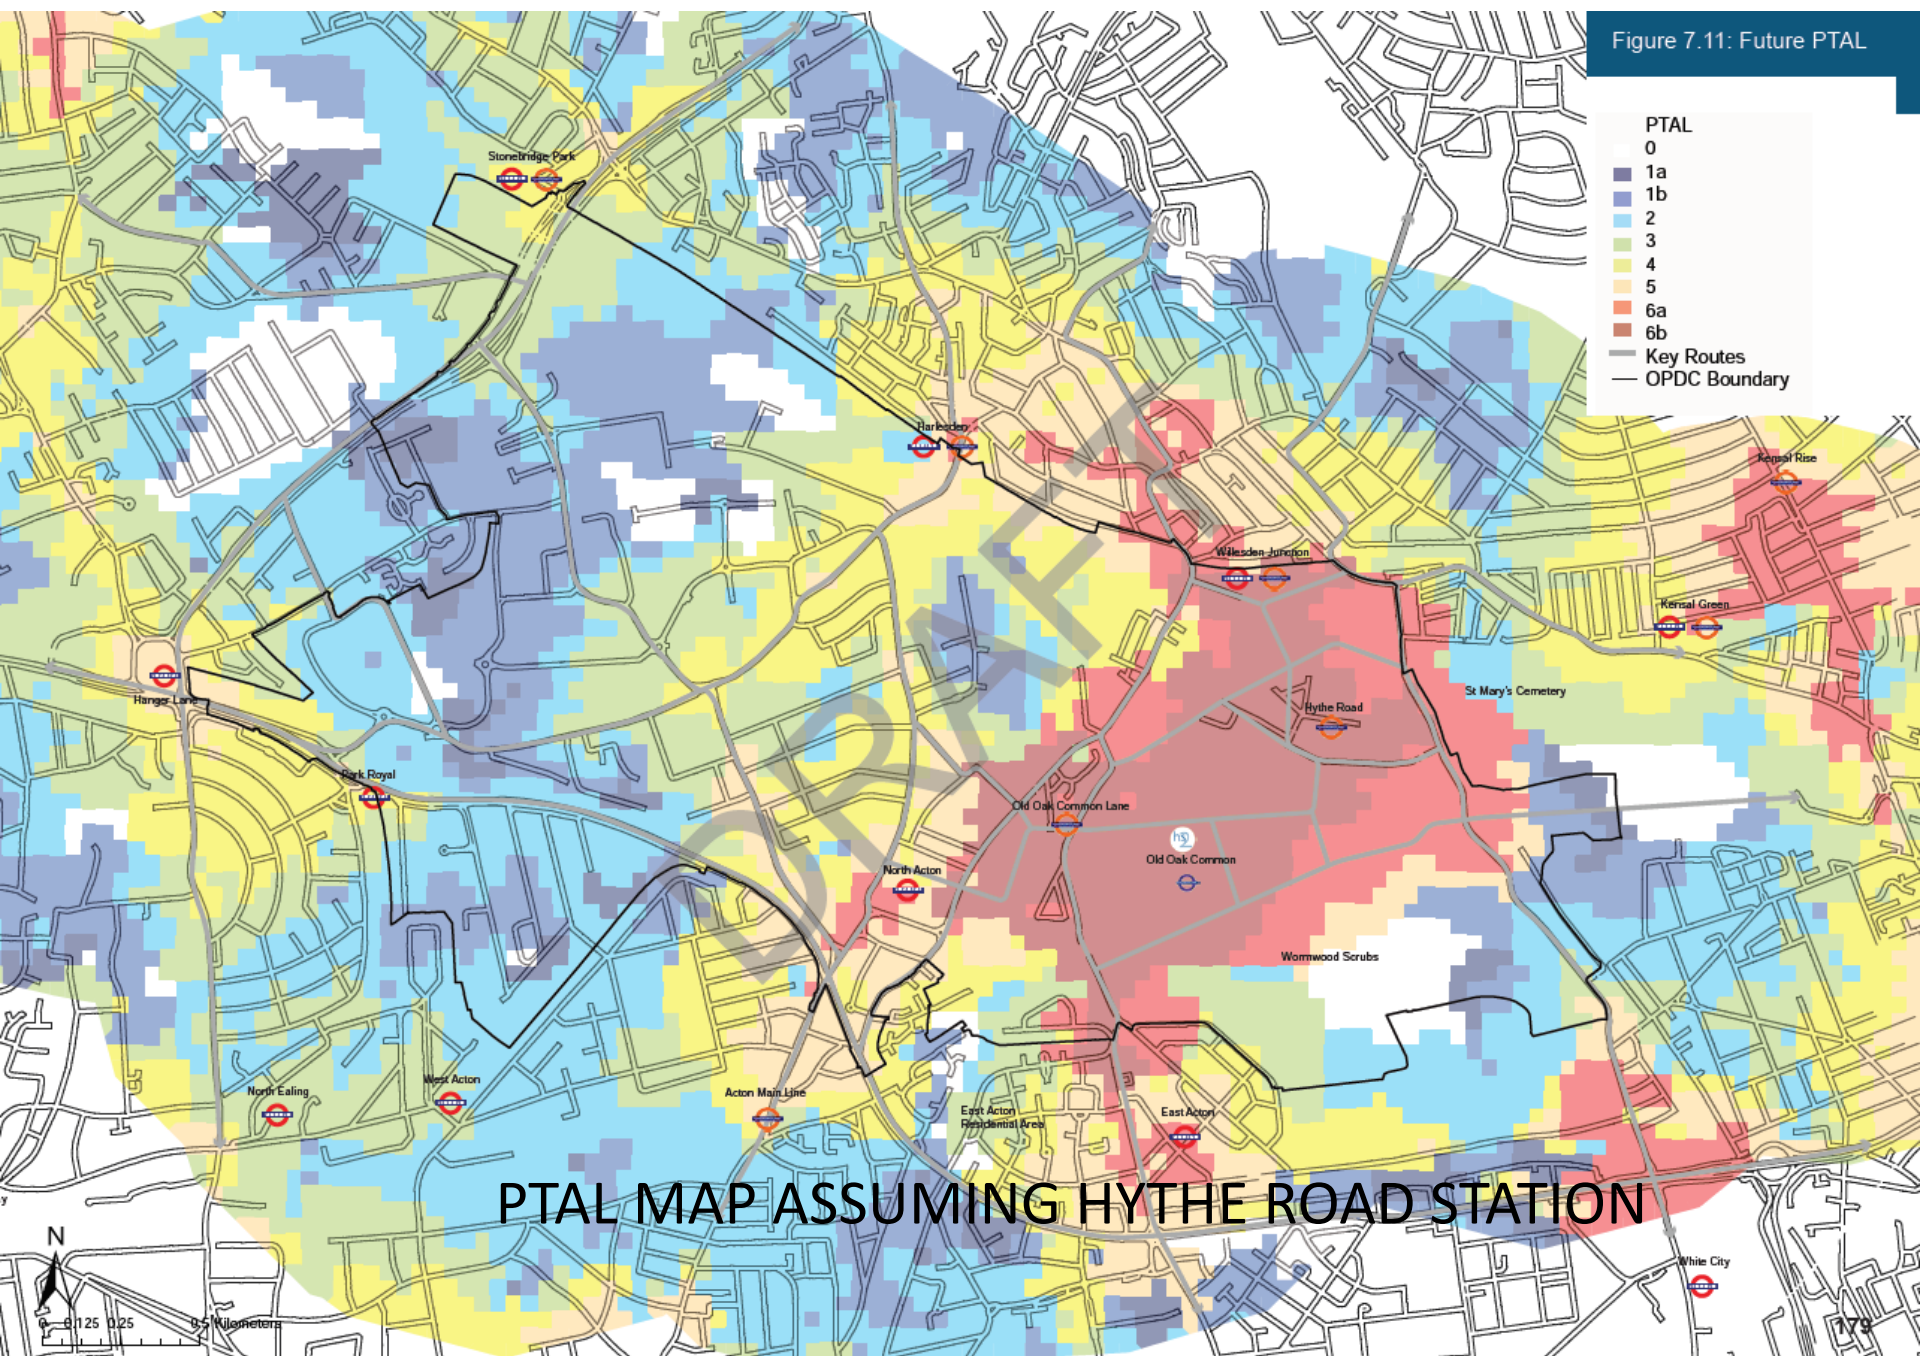 Figure 7.11: Future PTAL
PTAL
0
1a
1b
2
3
4
5
6a
6b
Key Routes
OPDC Boundary
Stonebridge Park
Harlesden
Kensal Rise
Willesden Junction
Kensal Green
Hanger Lane
St Mary's Cemetery
Hythe Road
Park Royal
Old Oak Common Lane
hs2
Old Oak Common
North Acton
Wormwood Scrubs
DRAFT
North Ealing
West Acton
Acton Main Line
East Acton
Residential Area
East Acton
PTAL MAP ASSUMING HYTHE ROAD STATION
y
N
White City
0 0.125 0.25 0.5 Kilometers
179